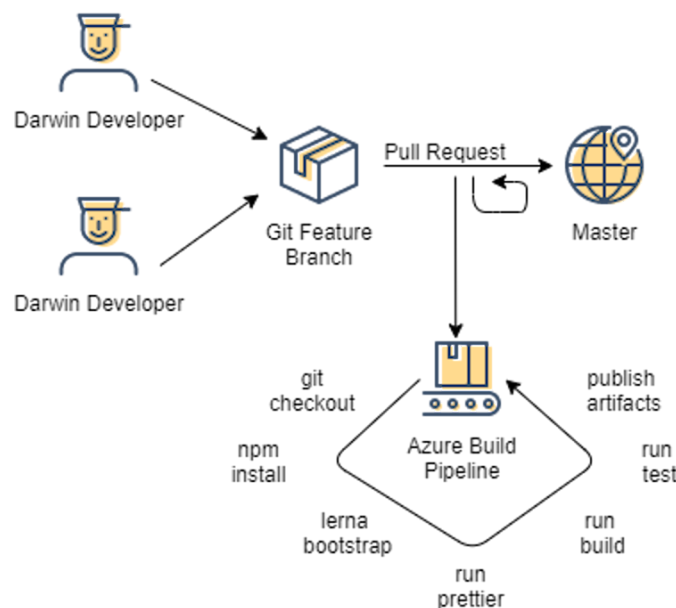 Darwin Developer
Pull Request
Git Feature
Branch
Master
Darwin Developer
git
checkout
publish
artifacts
Azure Build
Pipeline
npm
install
run
test
lerna
bootstrap
run
build
run
prettier